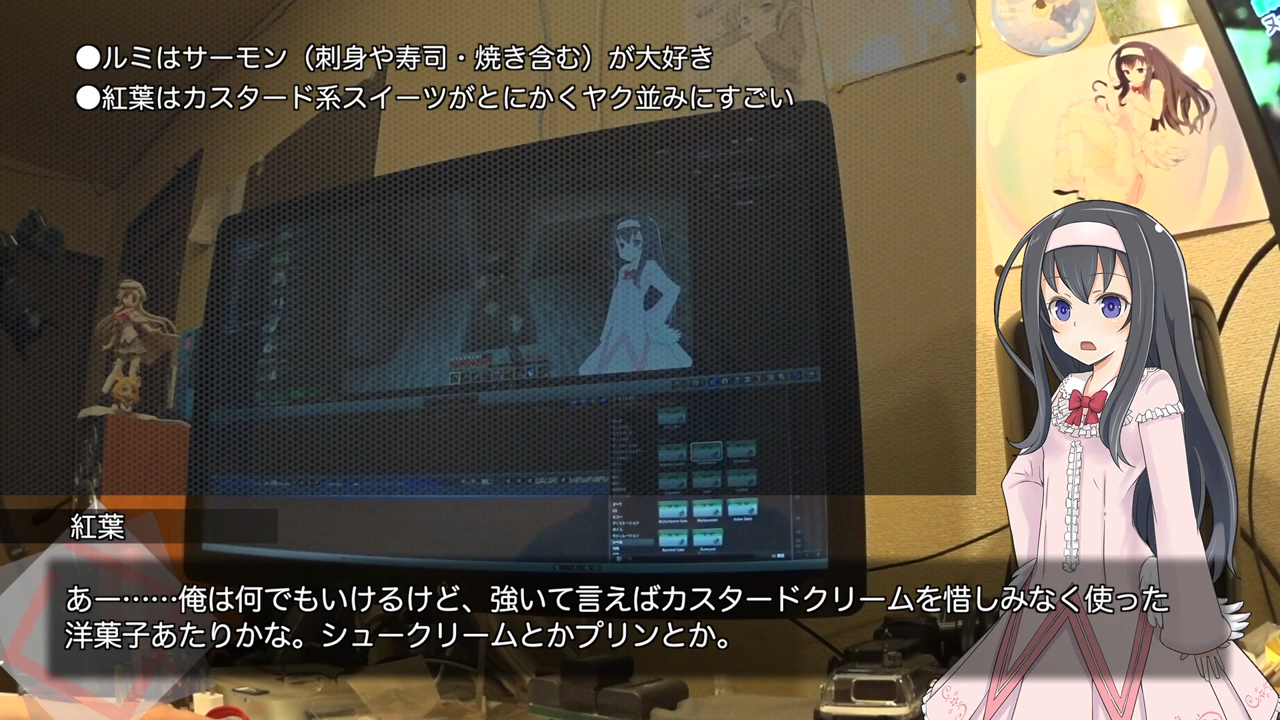 ●ルミはサーモン（刺身や寿司・焼き含む）が大好き
●紅葉はカスタード系スイーツがとにかくヤク並みにすごい
紅葉
あー……俺は何でもいけるけど、強いて言えばカスタードクリームを惜しみなく使った
洋菓子あたりかな。シュークリームとかプリンとか。